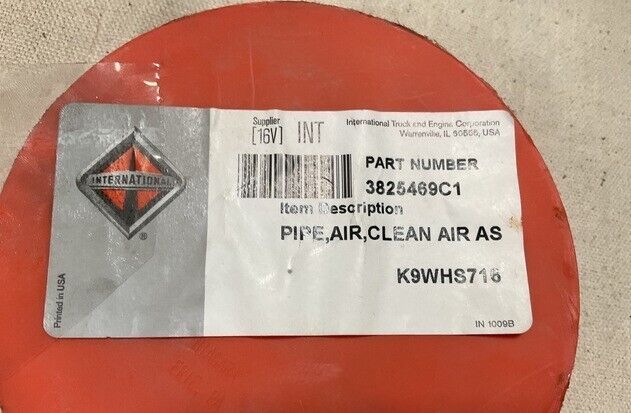 Supplier
[16V] INT
International Truck and Engine Corporation
Warrenville, IL 60555, USA
INTERNATIONAL
®
PART NUMBER
3825469C1
Item Description
PIPE,AIR,CLEAN AIR AS
K9WHS716
Printed in USA
IN 1009B